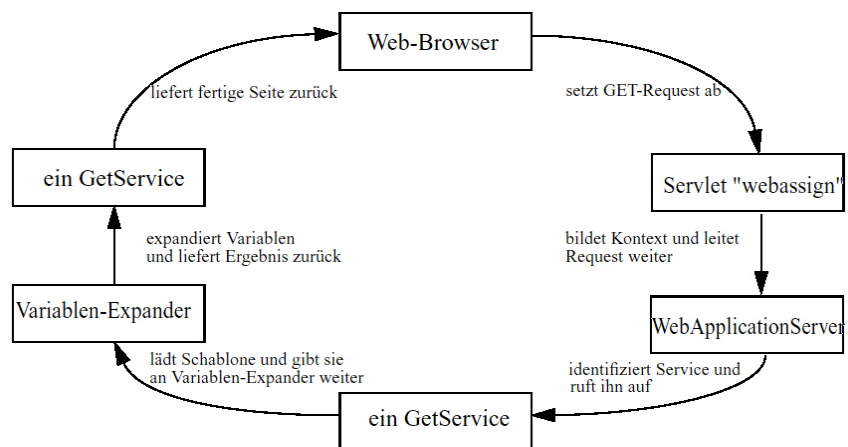 Web-Browser
liefert fertige Seite zurück
setzt GET-Request ab
ein GetService
Servlet "webassign"
expandiert Variablen
und liefert Ergebnis zurück
bildet Kontext und leitet
Request weiter
Variablen-Expander
WebApplicationServer
lädt Schablone und gibt sie
an Variablen-Expander weiter
identifiziert Service und
ruft ihn auf
ein GetService